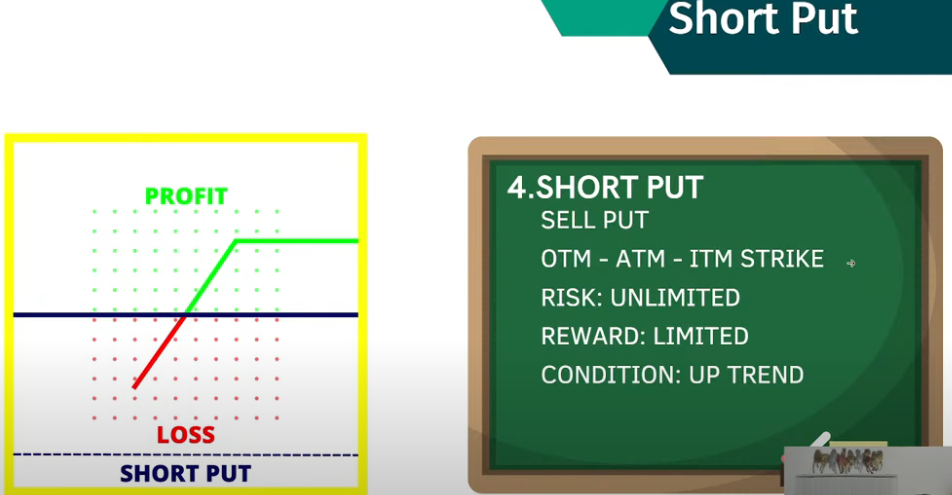 Short Put
PROFIT
LOSS
SHORT PUT
4.SHORT PUT
SELL PUT
OTM - ATM - ITM STRIKE
RISK: UNLIMITED
REWARD: LIMITED
CONDITION: UP TREND